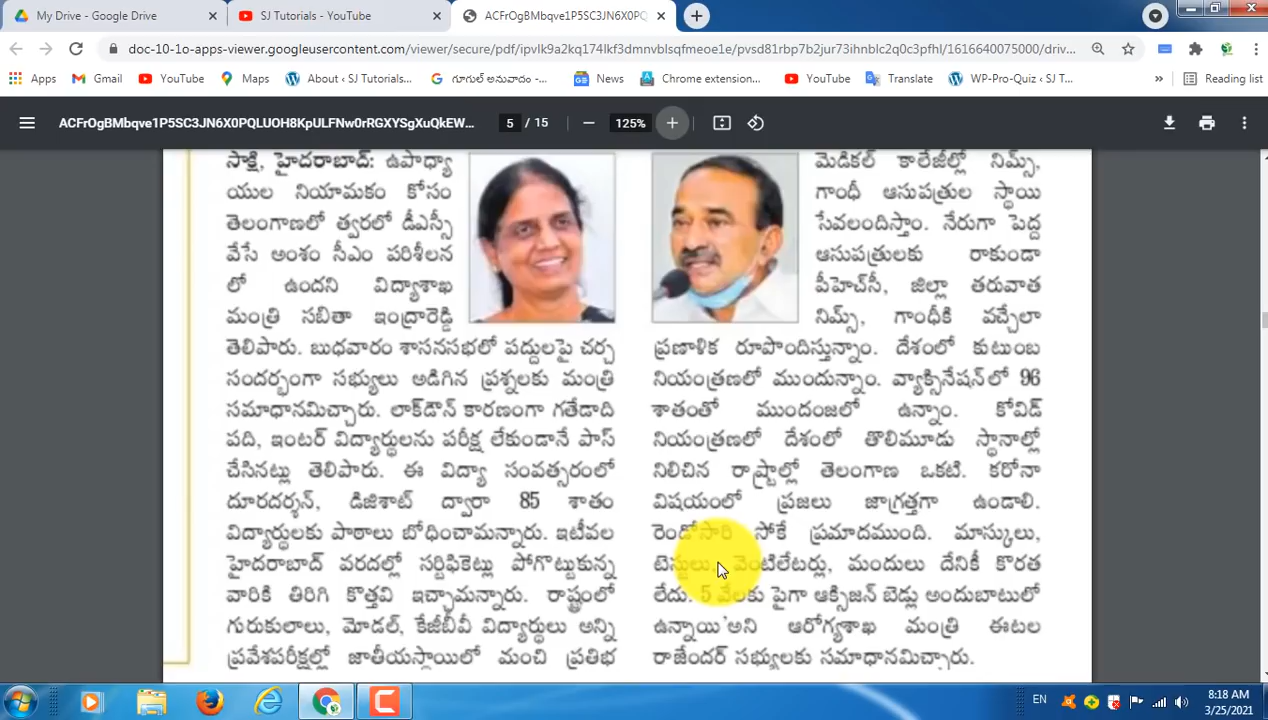 My Drive - Google Drive
SJ Tutorials - YouTube
ACFrOgBMbqve1P5SC3JN6X0PQ
doc-10-1o-apps-viewer.googleusercontent.com/viewer/secure/pdf/ipvlk9a2kq174lkf3dmnvblsqfmeoe1e/pvsd81rbp7b2jur73ihnblc2q0c3pfhl/1616640075000/driv...
Apps
Gmail
YouTube
Maps
About ‹ SJ Tutorials...
గూగుల్ అనువాదం -...
News
Chrome extension...
YouTube
Translate
WP-Pro-Quiz ‹ SJ T...
»
Reading list
ACFrOgBMbqve1P5SC3JN6X0PQLUOH8KpULFNw0rRGXYSgXuQkEW...
5 / 15
125%
సాక్షి, హైదరాబాద్: ఉపాధ్యా
యుల నియామకం కోసం
తెలంగాణలో త్వరలో డీఎస్సీ
వేసే అంశం సీఎం పరిశీలన
లో ఉందని విద్యాశాఖ
మంత్రి సబితా ఇంద్రారెడ్డి
తెలిపారు. బుధవారం శాసనసభలో పద్దులపై చర్చ
సందర్భంగా సభ్యులు అడిగిన ప్రశ్నలకు మంత్రి
సమాధానమిచ్చారు. లాక్‌డౌన్ కారణంగా గతేడాది
పది, ఇంటర్ విద్యార్థులను పరీక్ష లేకుండానే పాస్
చేసినట్లు తెలిపారు. ఈ విద్యా సంవత్సరంలో
దూరదర్శన్, డిజిశాట్ ద్వారా 85 శాతం
విద్యార్థులకు పాఠాలు బోధించామన్నారు. ఇటీవల
హైదరాబాద్ వరదల్లో సర్టిఫికెట్లు పోగొట్టుకున్న
వారికి తిరిగి కొత్తవి ఇచ్చామన్నారు. రాష్ట్రంలో
గురుకులాలు, మోడల్, కేజీబీవీ విద్యార్థులు అన్ని
ప్రవేశపరీక్షల్లో జాతీయస్థాయిలో మంచి ప్రతిభ
మెడికల్ కాలేజీల్లో నిమ్స్,
గాంధీ ఆసుపత్రుల స్థాయి
సేవలందిస్తాం. నేరుగా పెద్ద
ఆసుపత్రులకు రాకుండా
పీహెచ్‌సీ, జిల్లా తరువాత
నిమ్స్, గాంధీకి వచ్చేలా
ప్రణాళిక రూపొందిస్తున్నాం. దేశంలో కుటుంబ
నియంత్రణలో ముందున్నాం. వ్యాక్సినేషన్‌లో 96
శాతంతో ముందంజలో ఉన్నాం. కోవిడ్
నియంత్రణలో దేశంలో తొలిమూడు స్థానాల్లో
నిలిచిన రాష్ట్రాల్లో తెలంగాణ ఒకటి. కరోనా
విషయంలో ప్రజలు జాగ్రత్తగా ఉండాలి.
రెండోసారి సోకే ప్రమాదముంది. మాస్కులు,
టెస్టులు, వెంటిలేటర్లు, మందులు దేనికీ కొరత
లేదు. 5 వేలకు పైగా ఆక్సిజన్ బెడ్లు అందుబాటులో
ఉన్నాయి'అని ఆరోగ్యశాఖ మంత్రి ఈటల
రాజేందర్ సభ్యులకు సమాధానమిచ్చారు.
EN
8:18 AM
3/25/2021